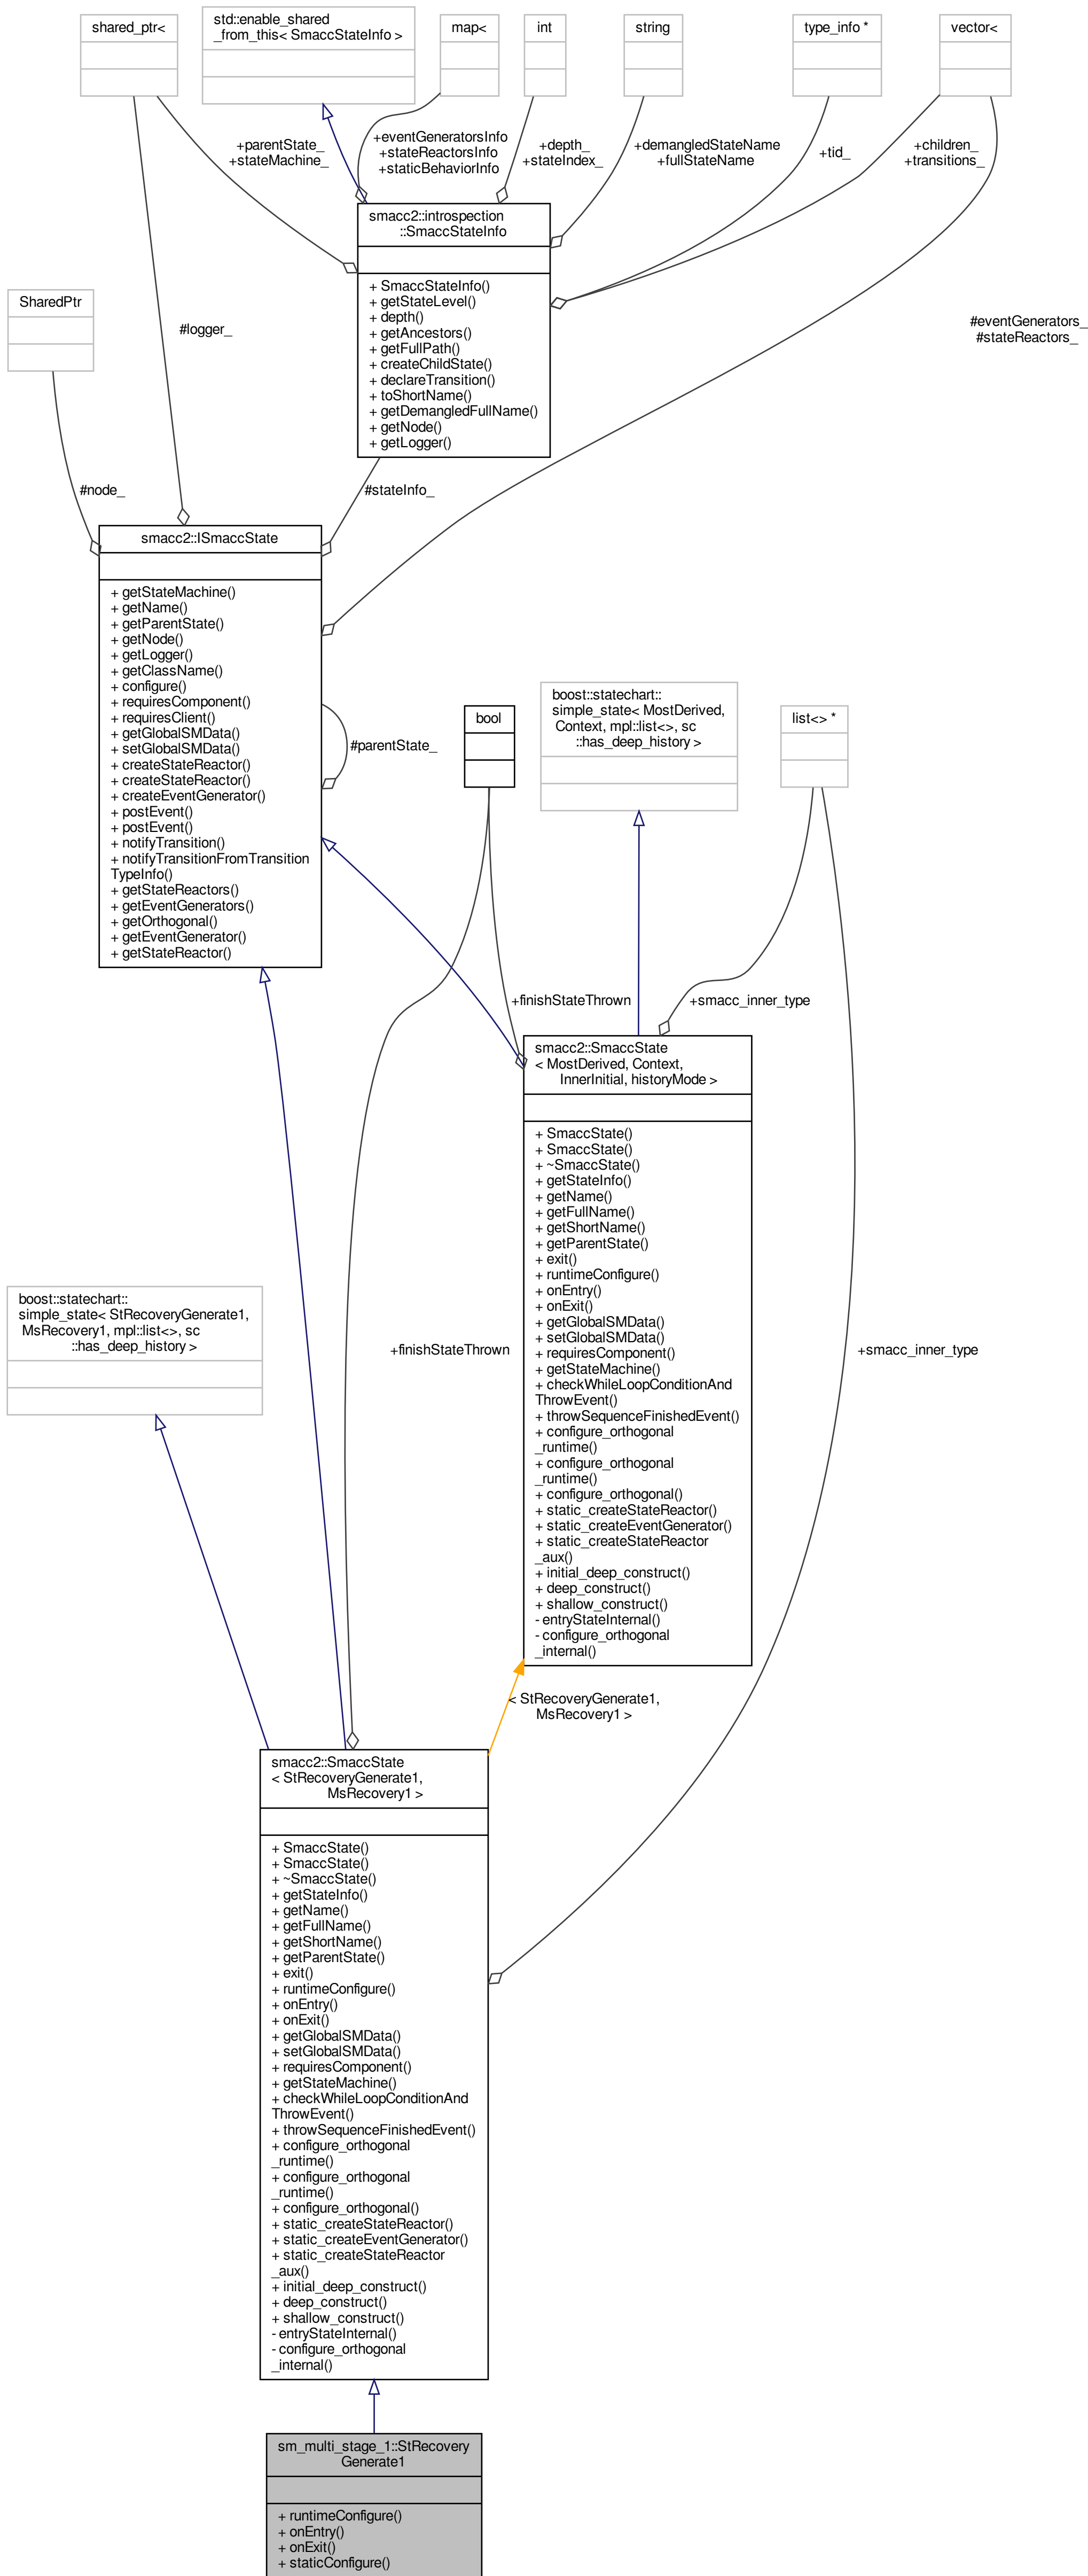 shared_ptr<
std::enable_shared
_from_this< SmaccStateInfo >
map<
int
string
type_info *
vector<
+parentState_
+stateMachine_
+eventGeneratorsInfo
+stateReactorsInfo
+staticBehaviorInfo
+depth_
+stateIndex_
+demangledStateName
+fullStateName
+tid_
+children_
+transitions_
smacc2::introspection
::SmaccStateInfo
+ SmaccStateInfo()
+ getStateLevel()
+ depth()
+ getAncestors()
+ getFullPath()
+ createChildState()
+ declareTransition()
+ toShortName()
+ getDemangledFullName()
+ getNode()
+ getLogger()
SharedPtr
#logger_
#eventGenerators_
#stateReactors_
#node_
#stateInfo_
smacc2::ISmaccState
+ getStateMachine()
+ getName()
+ getParentState()
+ getNode()
+ getLogger()
+ getClassName()
+ configure()
+ requiresComponent()
+ requiresClient()
+ getGlobalSMData()
+ setGlobalSMData()
+ createStateReactor()
+ createStateReactor()
+ createEventGenerator()
+ postEvent()
+ postEvent()
+ notifyTransition()
+ notifyTransitionFromTransition
TypeInfo()
+ getStateReactors()
+ getEventGenerators()
+ getOrthogonal()
+ getEventGenerator()
+ getStateReactor()
#parentState_
bool
boost::statechart::
simple_state< MostDerived,
Context, mpl::list<>, sc
::has_deep_history >
list<> *
+finishStateThrown
+smacc_inner_type
smacc2::SmaccState
< MostDerived, Context,
InnerInitial, historyMode >
+ SmaccState()
+ SmaccState()
+ ~SmaccState()
+ getStateInfo()
+ getName()
+ getFullName()
+ getShortName()
+ getParentState()
+ exit()
+ runtimeConfigure()
+ onEntry()
+ onExit()
+ getGlobalSMData()
+ setGlobalSMData()
+ requiresComponent()
+ getStateMachine()
+ checkWhileLoopConditionAnd
ThrowEvent()
+ throwSequenceFinishedEvent()
+ configure_orthogonal
_runtime()
+ configure_orthogonal
_runtime()
+ configure_orthogonal()
+ static_createStateReactor()
+ static_createEventGenerator()
+ static_createStateReactor
_aux()
+ initial_deep_construct()
+ deep_construct()
+ shallow_construct()
- entryStateInternal()
- configure_orthogonal
_internal()
boost::statechart::
simple_state< StRecoveryGenerate1,
MsRecovery1, mpl::list<>, sc
::has_deep_history >
+finishStateThrown
+smacc_inner_type
< StRecoveryGenerate1,
MsRecovery1 >
smacc2::SmaccState
< StRecoveryGenerate1,
MsRecovery1 >
+ SmaccState()
+ SmaccState()
+ ~SmaccState()
+ getStateInfo()
+ getName()
+ getFullName()
+ getShortName()
+ getParentState()
+ exit()
+ runtimeConfigure()
+ onEntry()
+ onExit()
+ getGlobalSMData()
+ setGlobalSMData()
+ requiresComponent()
+ getStateMachine()
+ checkWhileLoopConditionAnd
ThrowEvent()
+ throwSequenceFinishedEvent()
+ configure_orthogonal
_runtime()
+ configure_orthogonal
_runtime()
+ configure_orthogonal()
+ static_createStateReactor()
+ static_createEventGenerator()
+ static_createStateReactor
_aux()
+ initial_deep_construct()
+ deep_construct()
+ shallow_construct()
- entryStateInternal()
- configure_orthogonal
_internal()
sm_multi_stage_1::StRecovery
Generate1
+ runtimeConfigure()
+ onEntry()
+ onExit()
+ staticConfigure()